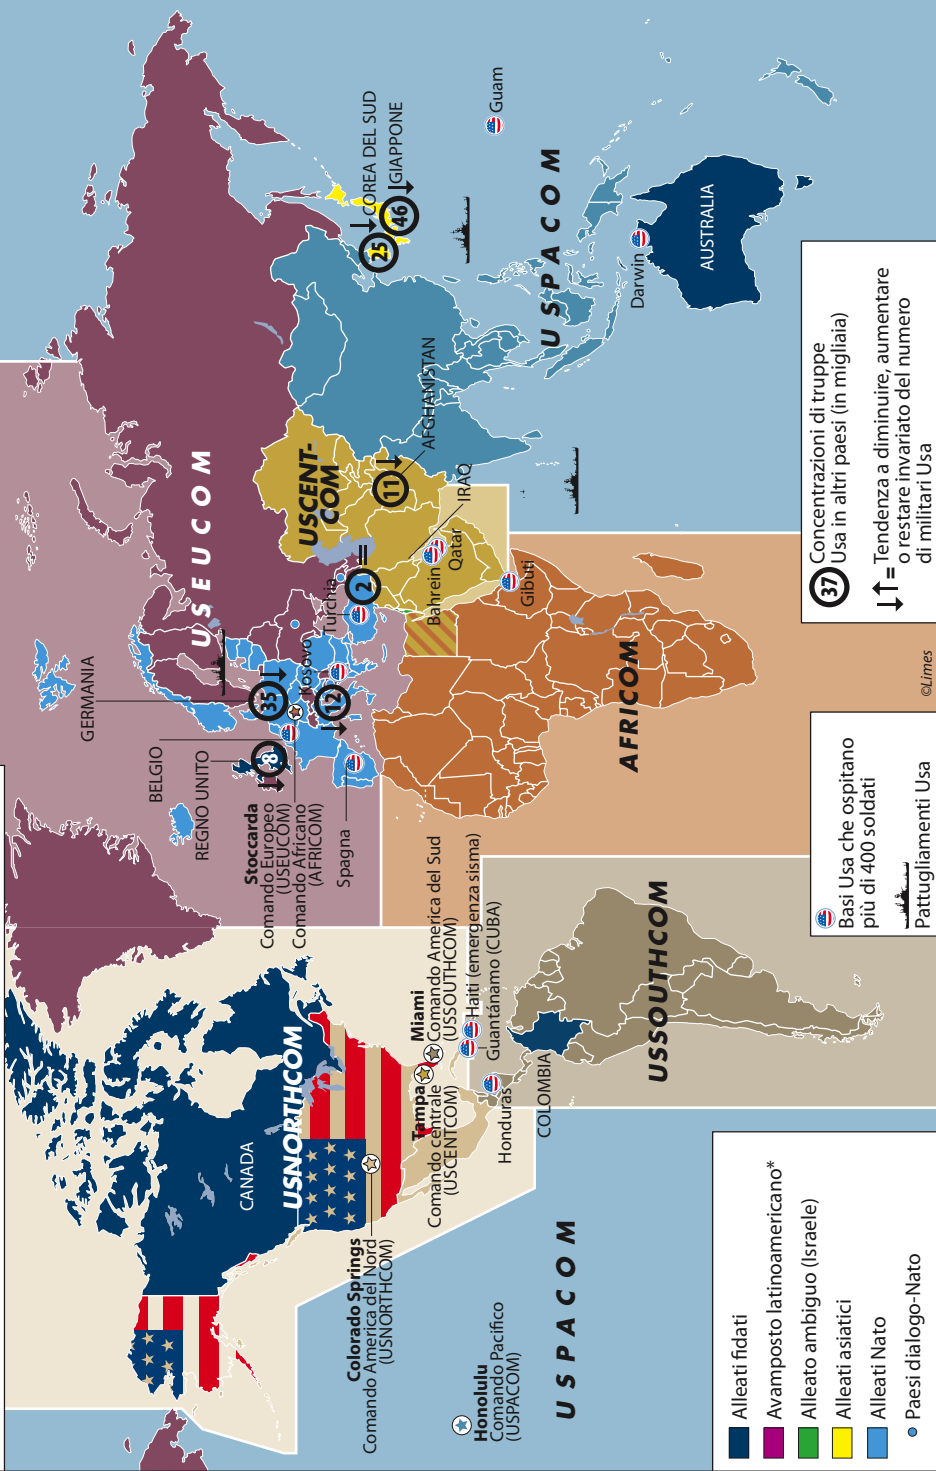 USNORTHCOM
CANADA
Colorado Springs
Comando America del Nord
(USNORTHCOM)
Honolulu
Comando Pacifico
(USPACOM)
USPACOM
Tampa
Comando centrale
(USCENTCOM)
Miami
Comando America del Sud
(USSOUTHCOM)
Haiti (emergenza sisma)
Guantánamo (CUBA)
Honduras
COLOMBIA
USSOUTHCOM
USEUCOM
GERMANIA
BELGIO
REGNO UNITO
Stoccarda
Comando Europeo
(USEUCOM)
Comando Africano
(AFRICOM)
Spagna
8
35
12
Kosovo
Turchia
2
=
USCENT-
COM
11
AFGHANISTAN
IRAQ
Bahrein
Qatar
Gibuti
AFRICOM
25
COREA DEL SUD
46
GIAPPONE
Guam
USPACOM
Darwin
AUSTRALIA
Alleati fidati
Avamposto latinoamericano*
Alleato ambiguo (Israele)
Alleati asiatici
Alleati Nato
Paesi dialogo-Nato
Basi Usa che ospitano
più di 400 soldati
Pattugliamenti Usa
37 Concentrazioni di truppe
Usa in altri paesi (in migliaia)
↓↑= Tendenza a diminuire, aumentare
o restare invariato del numero
di militari Usa
©Limes